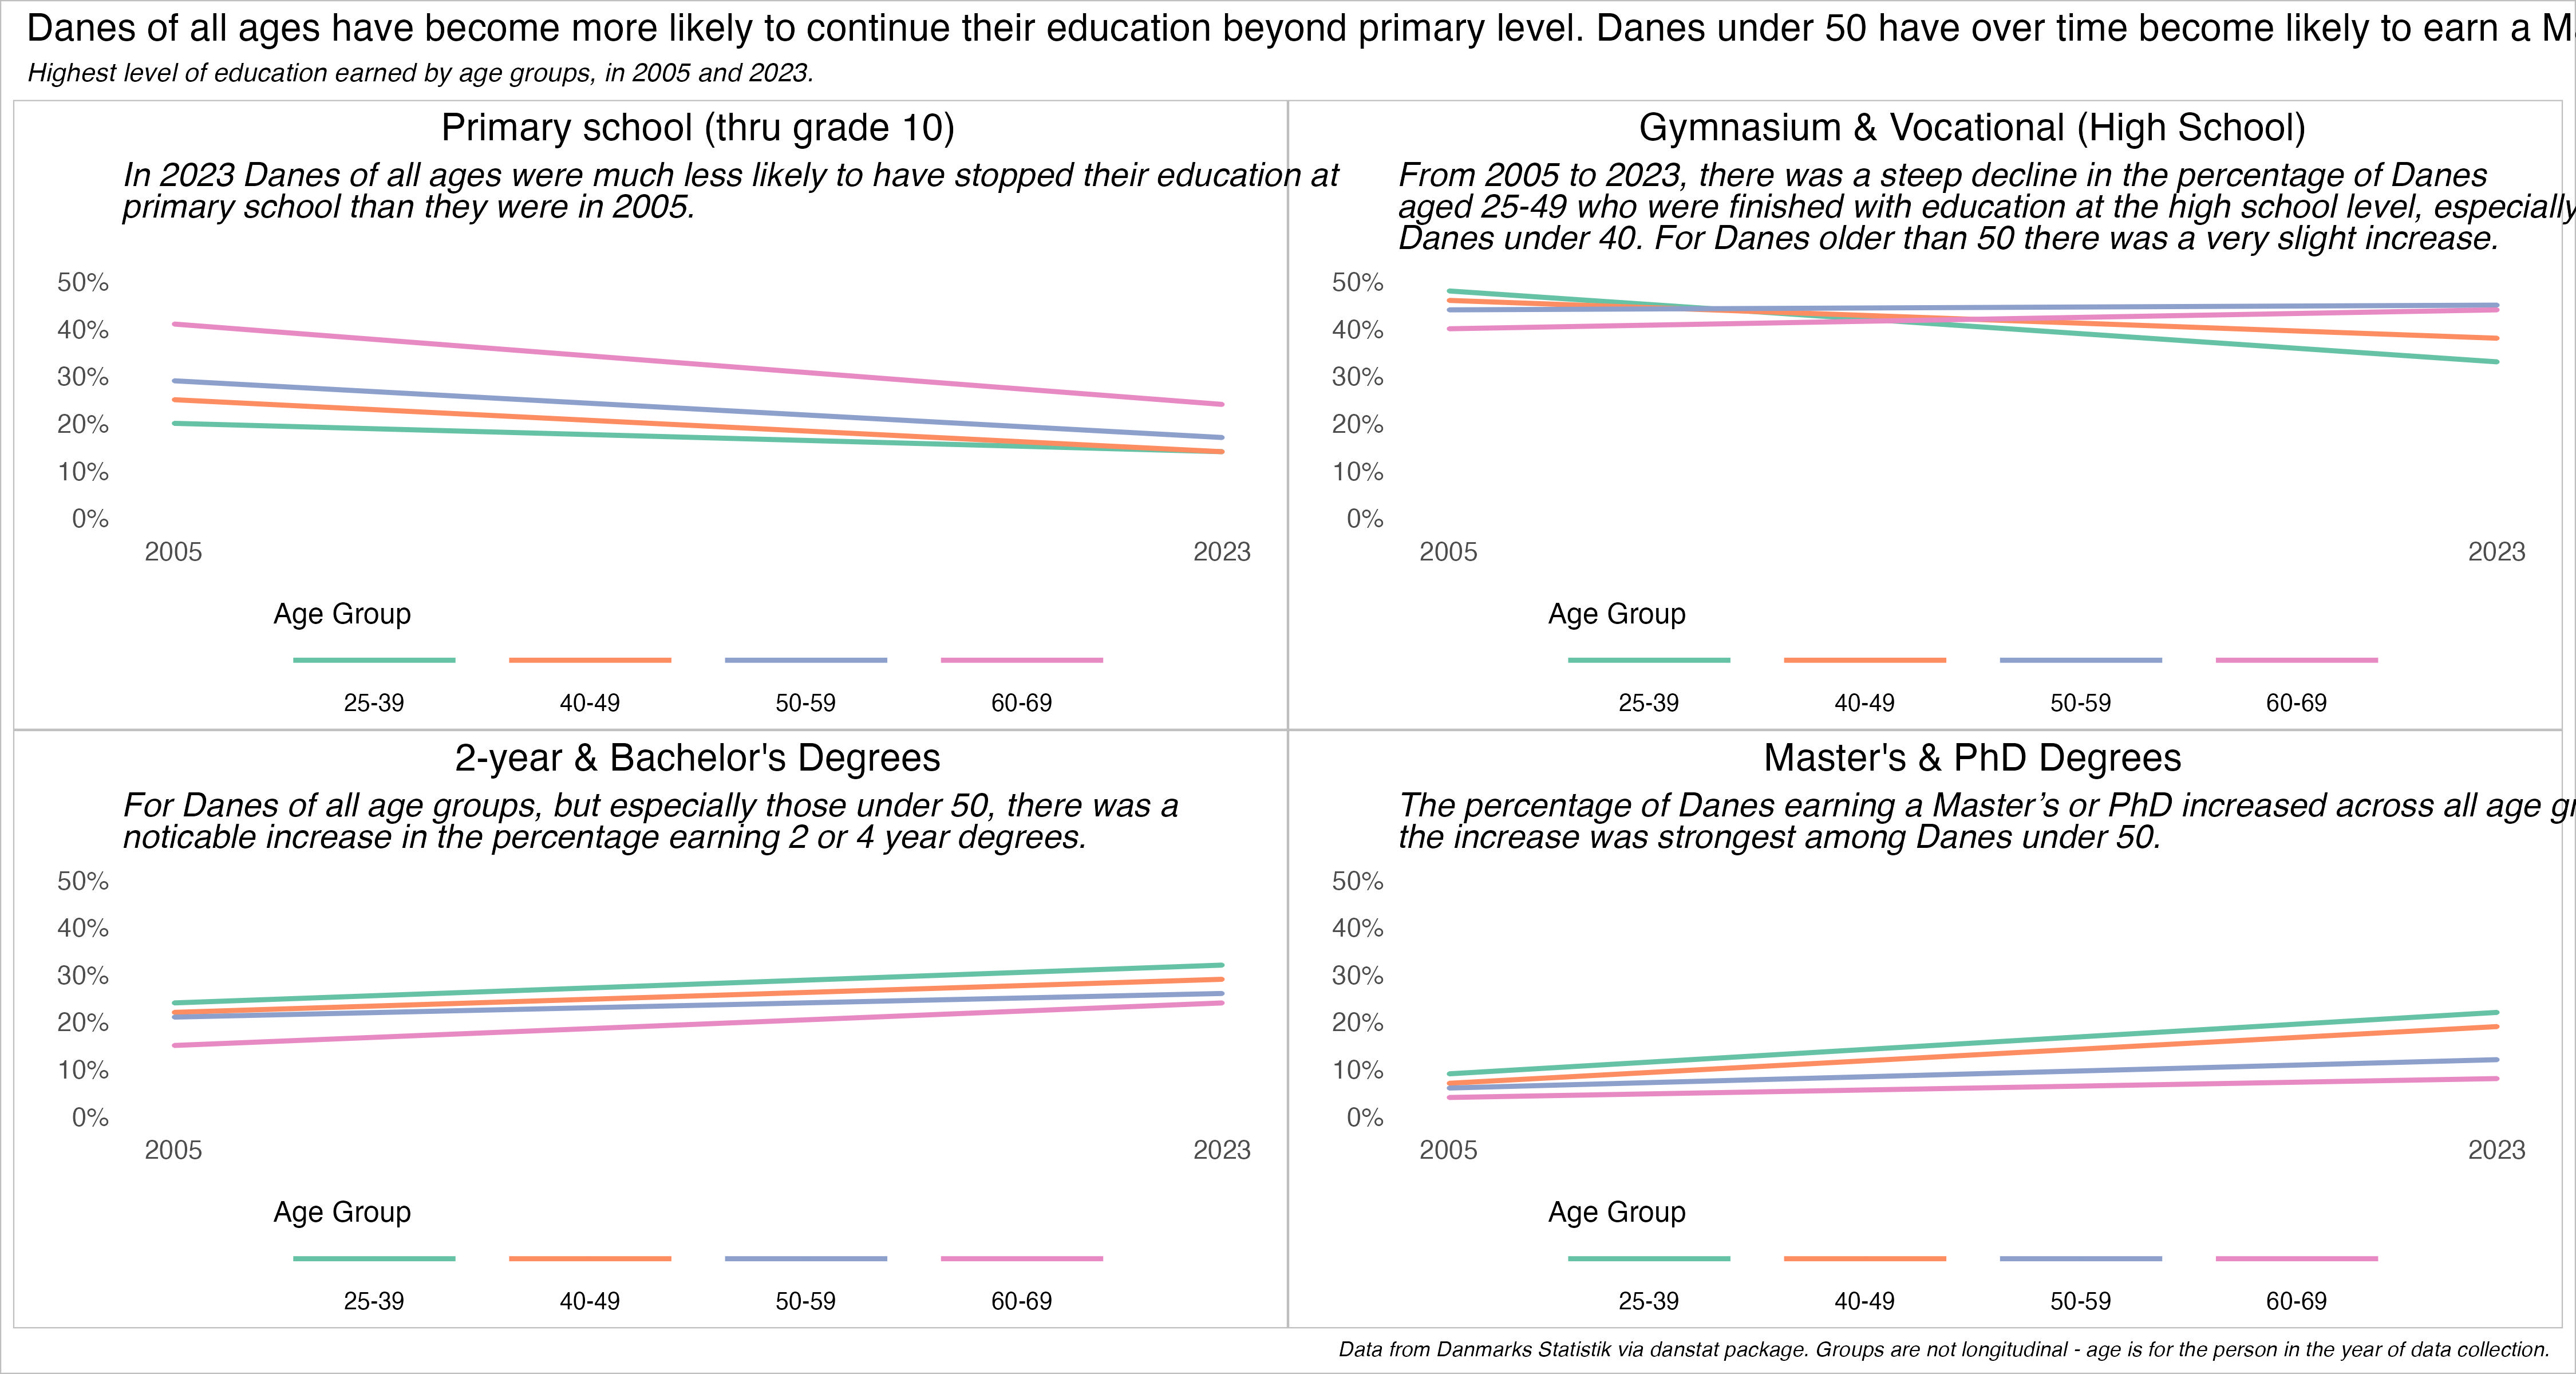 Danes of all ages have become more likely to continue their education beyond primary level. Danes under 50 have over time become likely to earn a
Highest level of education earned by age groups, in 2005 and 2023.
Primary school (thru grade 10)
In 2023 Danes of all ages were much less likely to have stopped their education at
primary school than they were in 2005.
50%
40%
30%
20%
10%
0%
2005 2023
Age Group
25-39 40-49 50-59 60-69
Gymnasium & Vocational (High School)
From 2005 to 2023, there was a steep decline in the percentage of Danes
aged 25-49 who were finished with education at the high school level, especially
Danes under 40. For Danes older than 50 there was a very slight increase.
50%
40%
30%
20%
10%
0%
2005 2023
Age Group
25-39 40-49 50-59 60-69
2-year & Bachelor's Degrees
For Danes of all age groups, but especially those under 50, there was a
noticable increase in the percentage earning 2 or 4 year degrees.
50%
40%
30%
20%
10%
0%
2005 2023
Age Group
25-39 40-49 50-59 60-69
Master's & PhD Degrees
The percentage of Danes earning a Master’s or PhD increased across all age
the increase was strongest among Danes under 50.
50%
40%
30%
20%
10%
0%
2005 2023
Age Group
25-39 40-49 50-59 60-69
Data from Danmarks Statistik via danstat package. Groups are not longitudinal - age is for the person in the year of data collection.